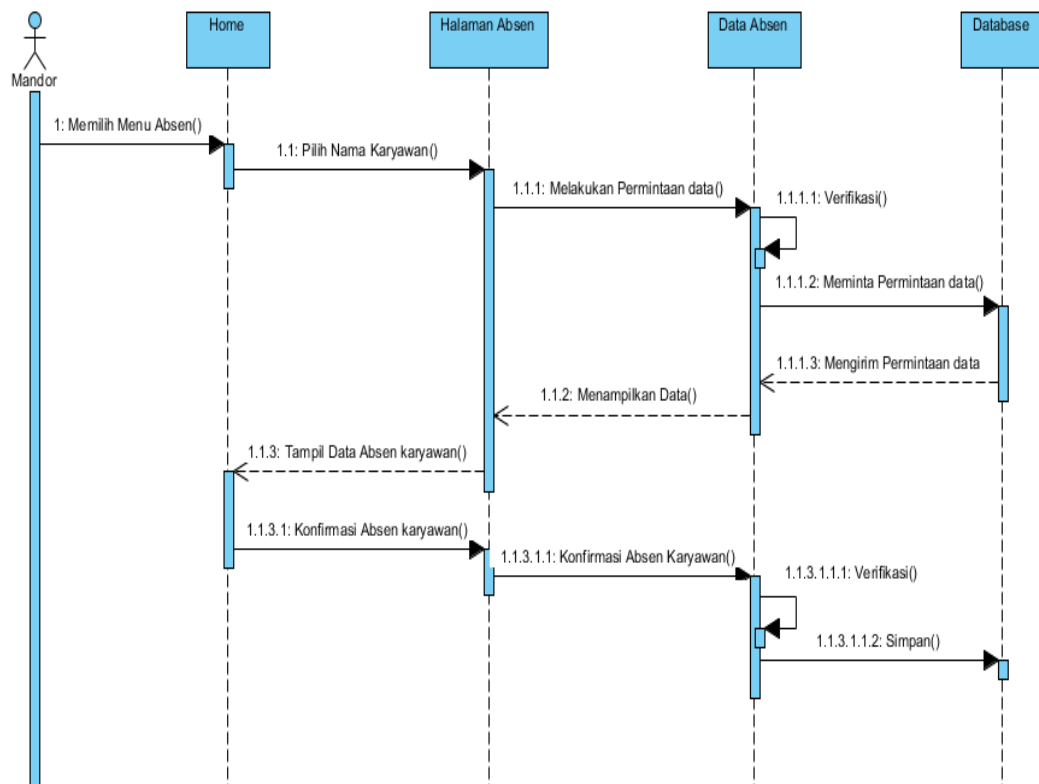 Home
Halaman Absen
Data Absen
Database
Mandor
1: Memilih Menu Absen()
1.1: Pilih Nama Karyawan()
1.1.1: Melakukan Permintaan data()
1.1.1.1: Verifikasi()
1.1.1.2: Meminta Permintaan data()
1.1.1.3: Mengirim Permintaan data
1.1.2: Menampilkan Data()
1.1.3: Tampil Data Absen karyawan()
1.1.3.1: Konfirmasi Absen karyawan()
1.1.3.1.1: Konfirmasi Absen Karyawan()
1.1.3.1.1.1: Verifikasi()
1.1.3.1.1.2: Simpan()